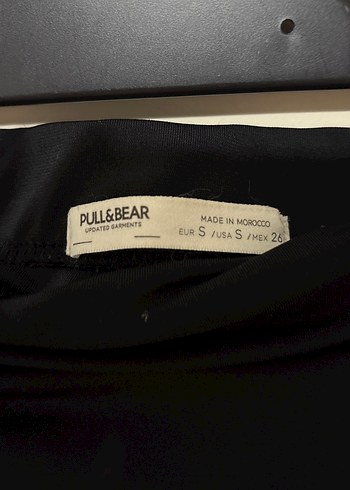 PULL&BEAR
UPDATED GARMENTS
MADE IN MOROCCO
EUR S /USA S /MEX 26